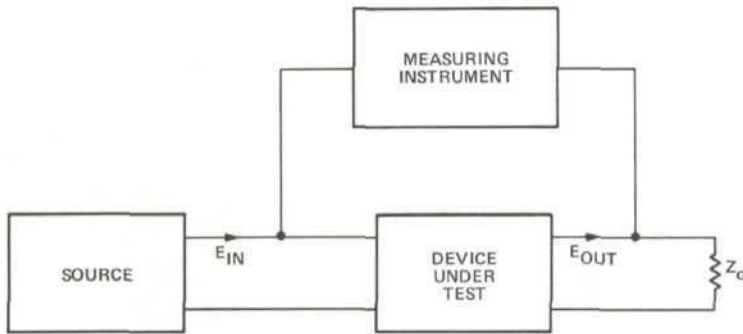 MEASURING
INSTRUMENT
E_IN
E_OUT
SOURCE
DEVICE
UNDER
TEST
Z_o